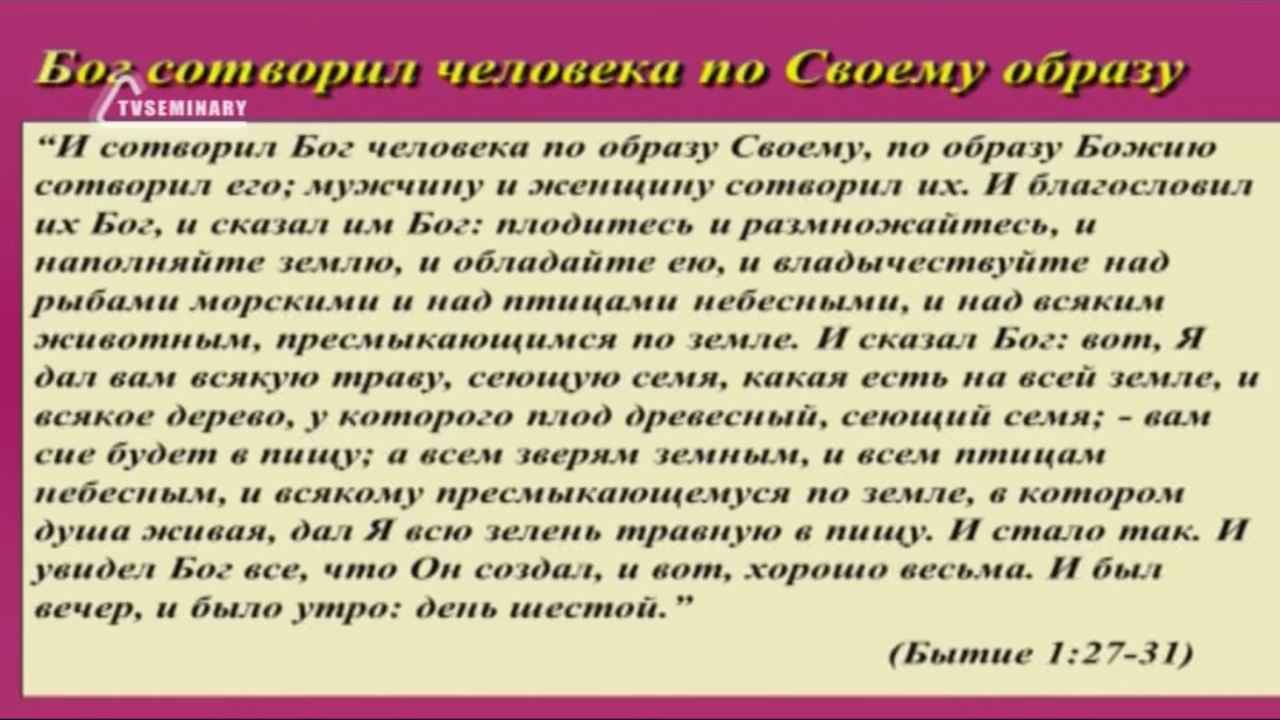 Бог сотворил человека по Своему образу
TVSEMINARY
“И сотворил Бог человека по образу Своему, по образу Божию
сотворил его; мужчину и женщину сотворил их. И благословил
их Бог, и сказал им Бог: плодитесь и размножайтесь, и
наполняйте землю, и обладайте ею, и владычествуйте над
рыбами морскими и над птицами небесными, и над всяким
животным, пресмыкающимся по земле. И сказал Бог: вот, Я
дал вам всякую траву, сеющую семя, какая есть на всей земле, и
всякое дерево, у которого плод древесный, сеющий семя; - вам
сие будет в пищу; а всем зверям земным, и всем птицам
небесным, и всякому пресмыкающемуся по земле, в котором
душа живая, дал Я всю зелень травную в пищу. И стало так. И
увидел Бог все, что Он создал, и вот, хорошо весьма. И был
вечер, и было утро: день шестой.”
(Бытие 1:27-31)